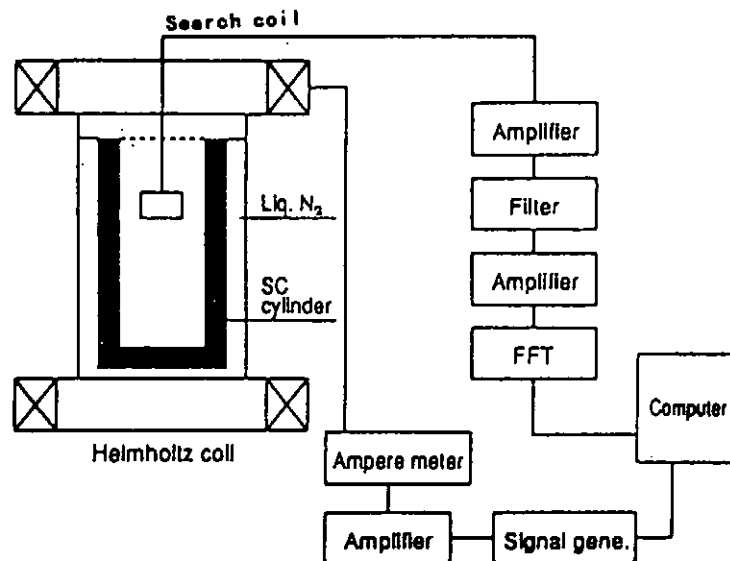 Search coil
Amplifier
Filter
Liq. N₂
Amplifier
SC
cylinder
FFT
Computer
Helmholtz coil
Ampere meter
Amplifier
Signal gene.